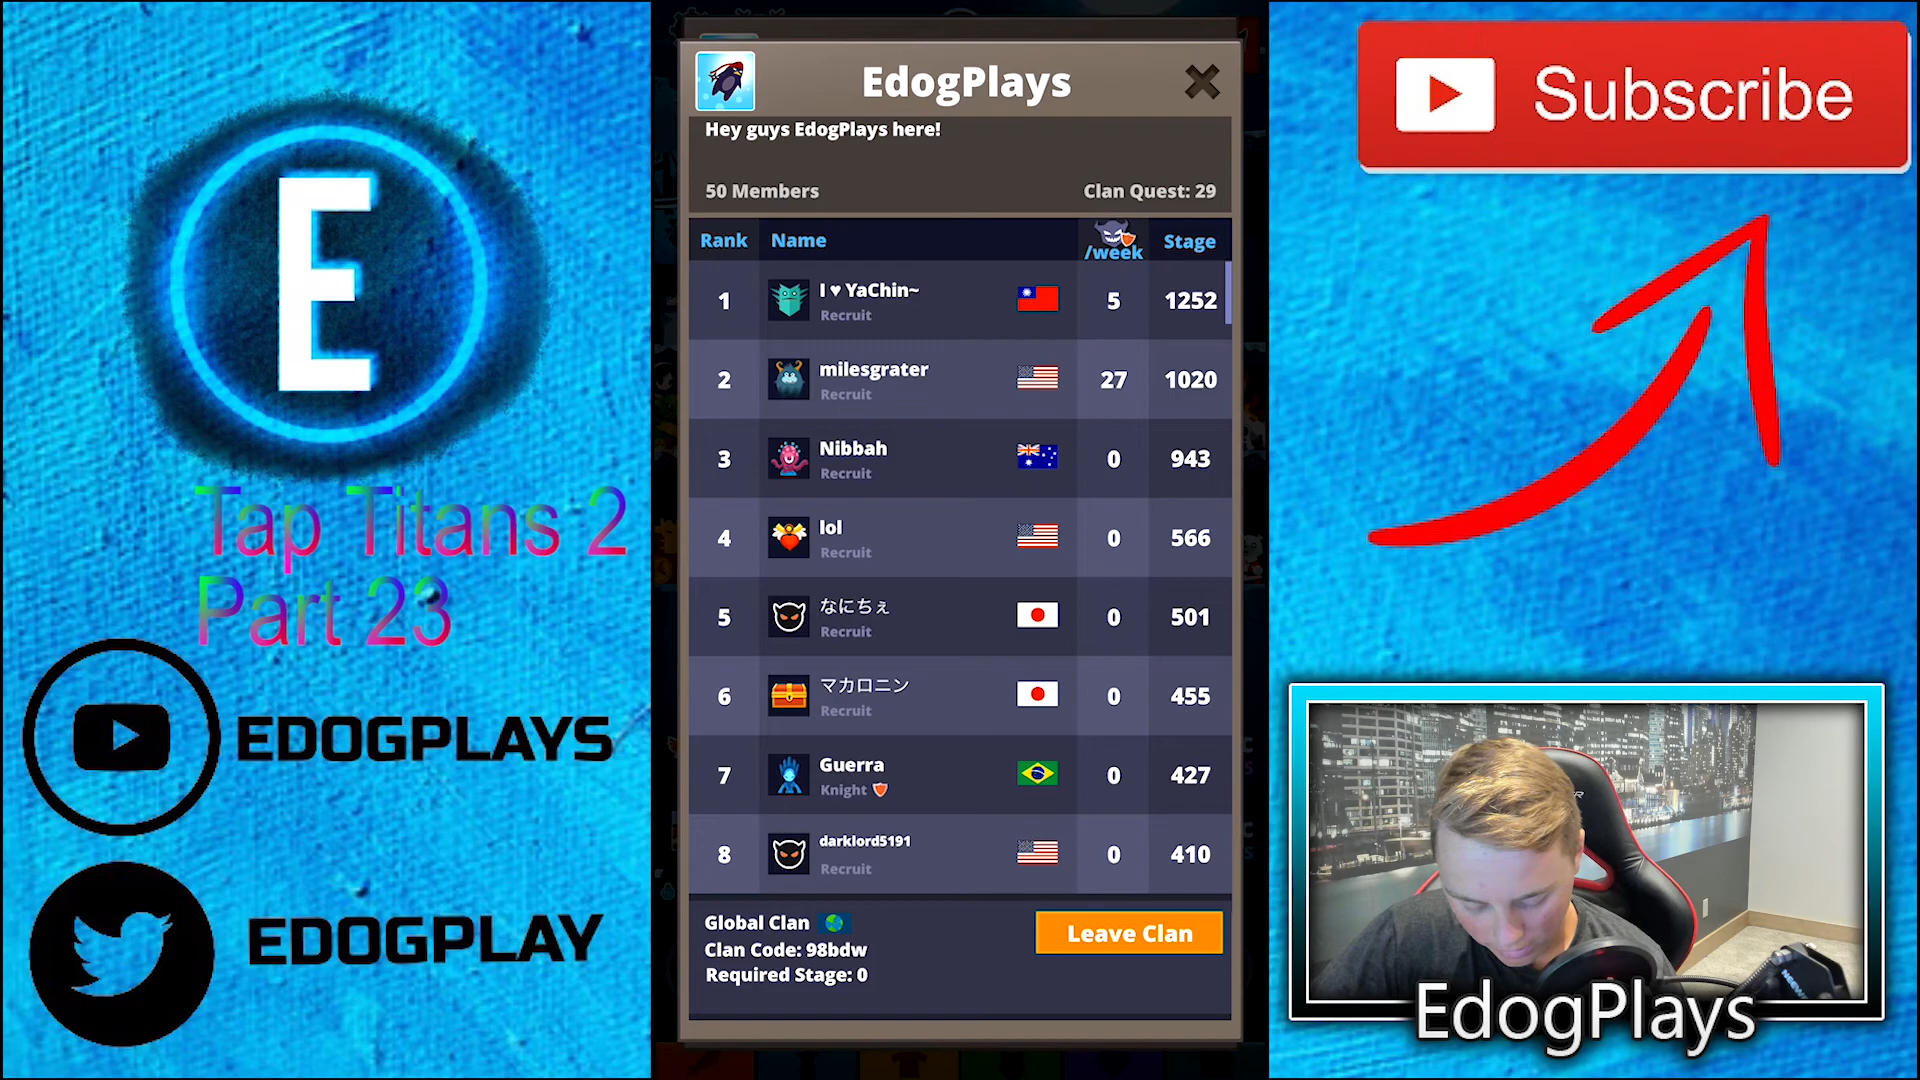 E
Tap Titans 2
Part 23
EDOGPLAYS
EDOGPLAY
EdogPlays
Hey guys EdogPlays here!
50 Members
Clan Quest: 29
Rank Name /week Stage
1 I ♥ YaChin~ 5 1252
Recruit
2 milesgrater 27 1020
Recruit
3 Nibbah 0 943
Recruit
4 lol 0 566
Recruit
5 なにちぇ 0 501
Recruit
6 マカロニン 0 455
Recruit
7 Guerra 0 427
Knight
8 darklord5191 0 410
Recruit
Global Clan
Clan Code: 98bdw
Required Stage: 0
Leave Clan
Subscribe
EdogPlays